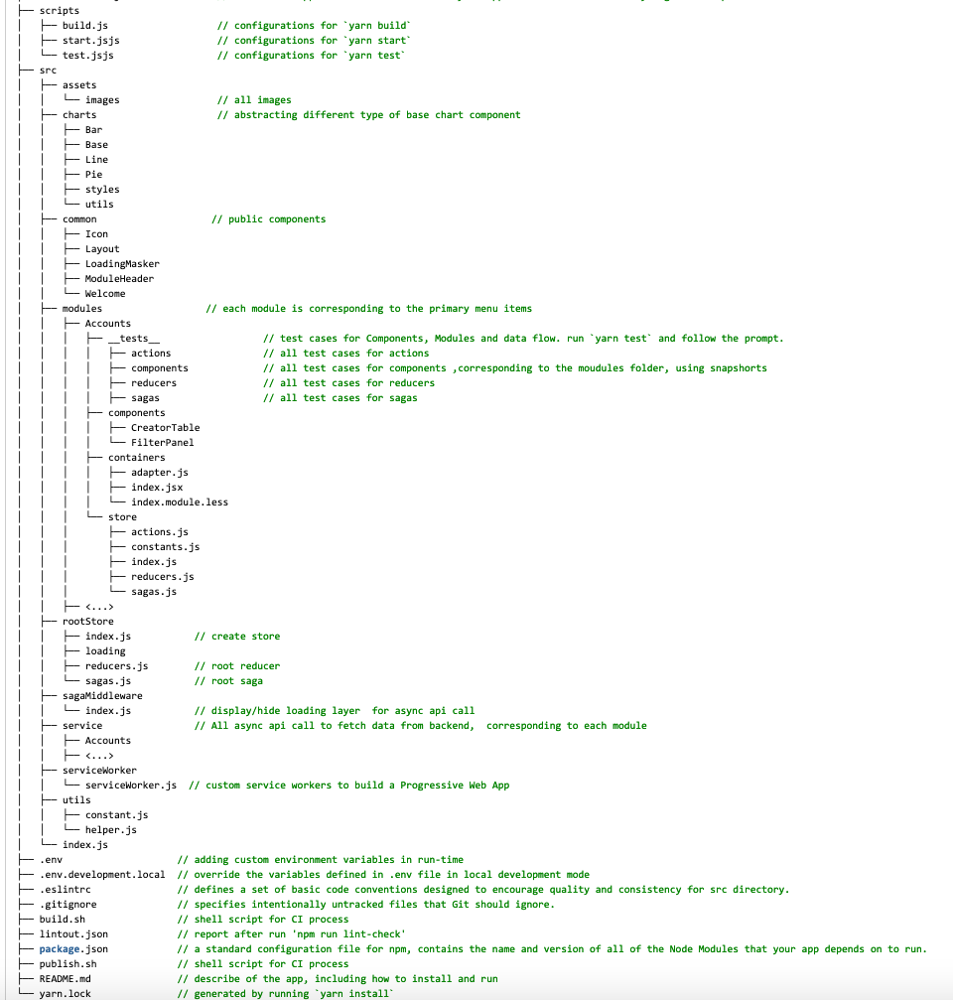 ├── scripts
│   ├── build.js                   // configurations for `yarn build`
│   ├── start.jsjs                 // configurations for `yarn start`
│   └── test.jsjs                  // configurations for `yarn test`
├── src
│   ├── assets
│   │   └── images                 // all images
│   ├── charts                     // abstracting different type of base chart component
│   │   ├── Bar
│   │   ├── Base
│   │   ├── Line
│   │   ├── Pie
│   │   ├── styles
│   │   └── utils
│   ├── common                    // public components
│   │   ├── Icon
│   │   ├── Layout
│   │   ├── LoadingMasker
│   │   ├── ModuleHeader
│   │   └── Welcome
│   ├── modules                  // each module is corresponding to the primary menu items
│   │   ├── Accounts
│   │   │   ├── __tests__                  // test cases for Components, Modules and data flow. run `yarn test` and follow the prompt.
│   │   │   │   ├── actions                // all test cases for actions
│   │   │   │   ├── components             // all test cases for components ,corresponding to the moudules folder, using snapshorts
│   │   │   │   ├── reducers               // all test cases for reducers
│   │   │   │   ├── sagas                  // all test cases for sagas
│   │   │   ├── components
│   │   │   │   ├── CreatorTable
│   │   │   │   └── FilterPanel
│   │   │   ├── containers
│   │   │   │   ├── adapter.js
│   │   │   │   ├── index.jsx
│   │   │   │   └── index.module.less
│   │   │   └── store
│   │   │       ├── actions.js
│   │   │       ├── constants.js
│   │   │       ├── index.js
│   │   │       ├── reducers.js
│   │   │       └── sagas.js
│   │   ├── <...>
│   ├── rootStore
│   │   ├── index.js           // create store
│   │   ├── loading
│   │   ├── reducers.js        // root reducer
│   │   └── sagas.js           // root saga
│   ├── sagaMiddleware
│   │   └── index.js           // display/hide loading layer  for async api call
│   ├── service                // All async api call to fetch data from backend,  corresponding to each module
│   │   ├── Accounts
│   │   ├── <...>
│   ├── serviceWorker
│   │   └── serviceWorker.js  // custom service workers to build a Progressive Web App
│   ├── utils
│   │   ├── constant.js
│   │   └── helper.js
│   └── index.js
├── .env                    // adding custom environment variables in run-time
├── .env.development.local  // override the variables defined in .env file in local development mode
├── .eslintrc               // defines a set of basic code conventions designed to encourage quality and consistency for src directory.
├── .gitignore              // specifies intentionally untracked files that Git should ignore.
├── build.sh                // shell script for CI process
├── lintout.json            // report after run 'npm run lint-check'
├── package.json            // a standard configuration file for npm, contains the name and version of all of the Node Modules that your app depends on to run.
├── publish.sh              // shell script for CI process
├── README.md               // describe of the app, including how to install and run
└── yarn.lock               // generated by running `yarn install`